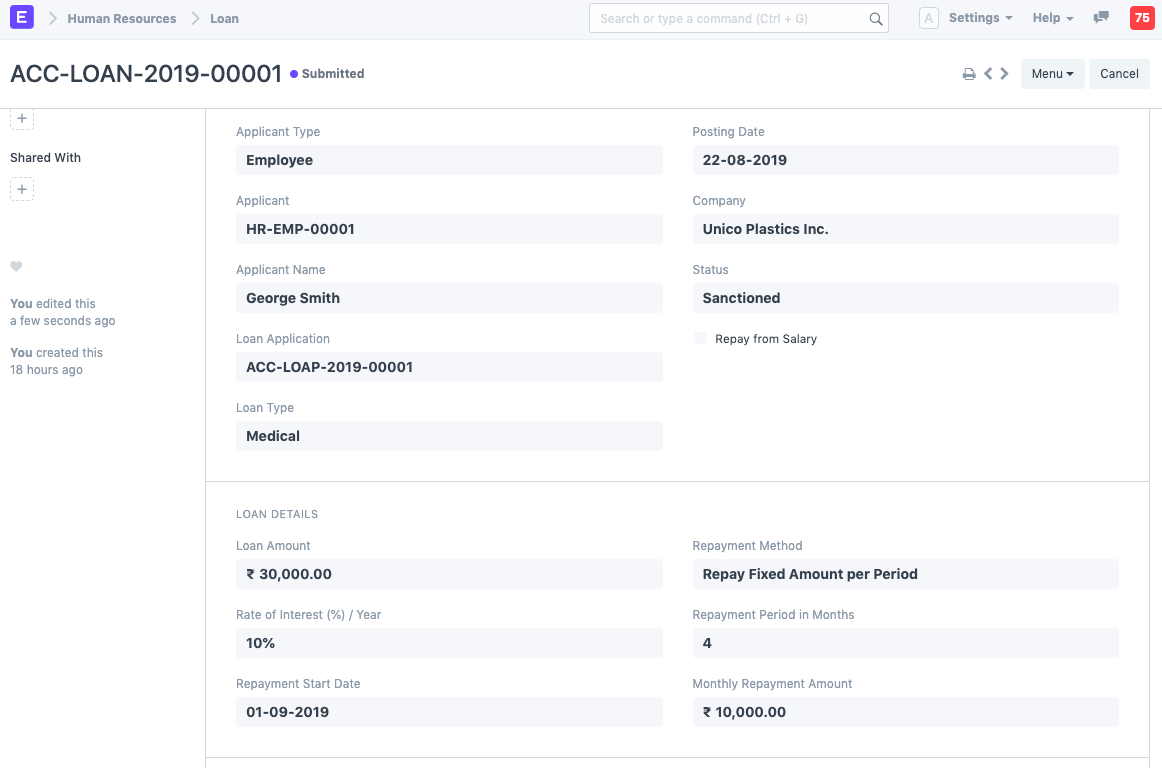 E Human Resources Loan Search or type a command (Ctrl + G) A Settings Help 75
ACC-LOAN-2019-00001 Submitted Menu Cancel
+
Shared With
+
You edited this
a few seconds ago
You created this
18 hours ago
Applicant Type
Employee
Applicant
HR-EMP-00001
Applicant Name
George Smith
Loan Application
ACC-LOAP-2019-00001
Loan Type
Medical
Posting Date
22-08-2019
Company
Unico Plastics Inc.
Status
Sanctioned
Repay from Salary
LOAN DETAILS
Loan Amount
₹ 30,000.00
Rate of Interest (%) / Year
10%
Repayment Start Date
01-09-2019
Repayment Method
Repay Fixed Amount per Period
Repayment Period in Months
4
Monthly Repayment Amount
₹ 10,000.00